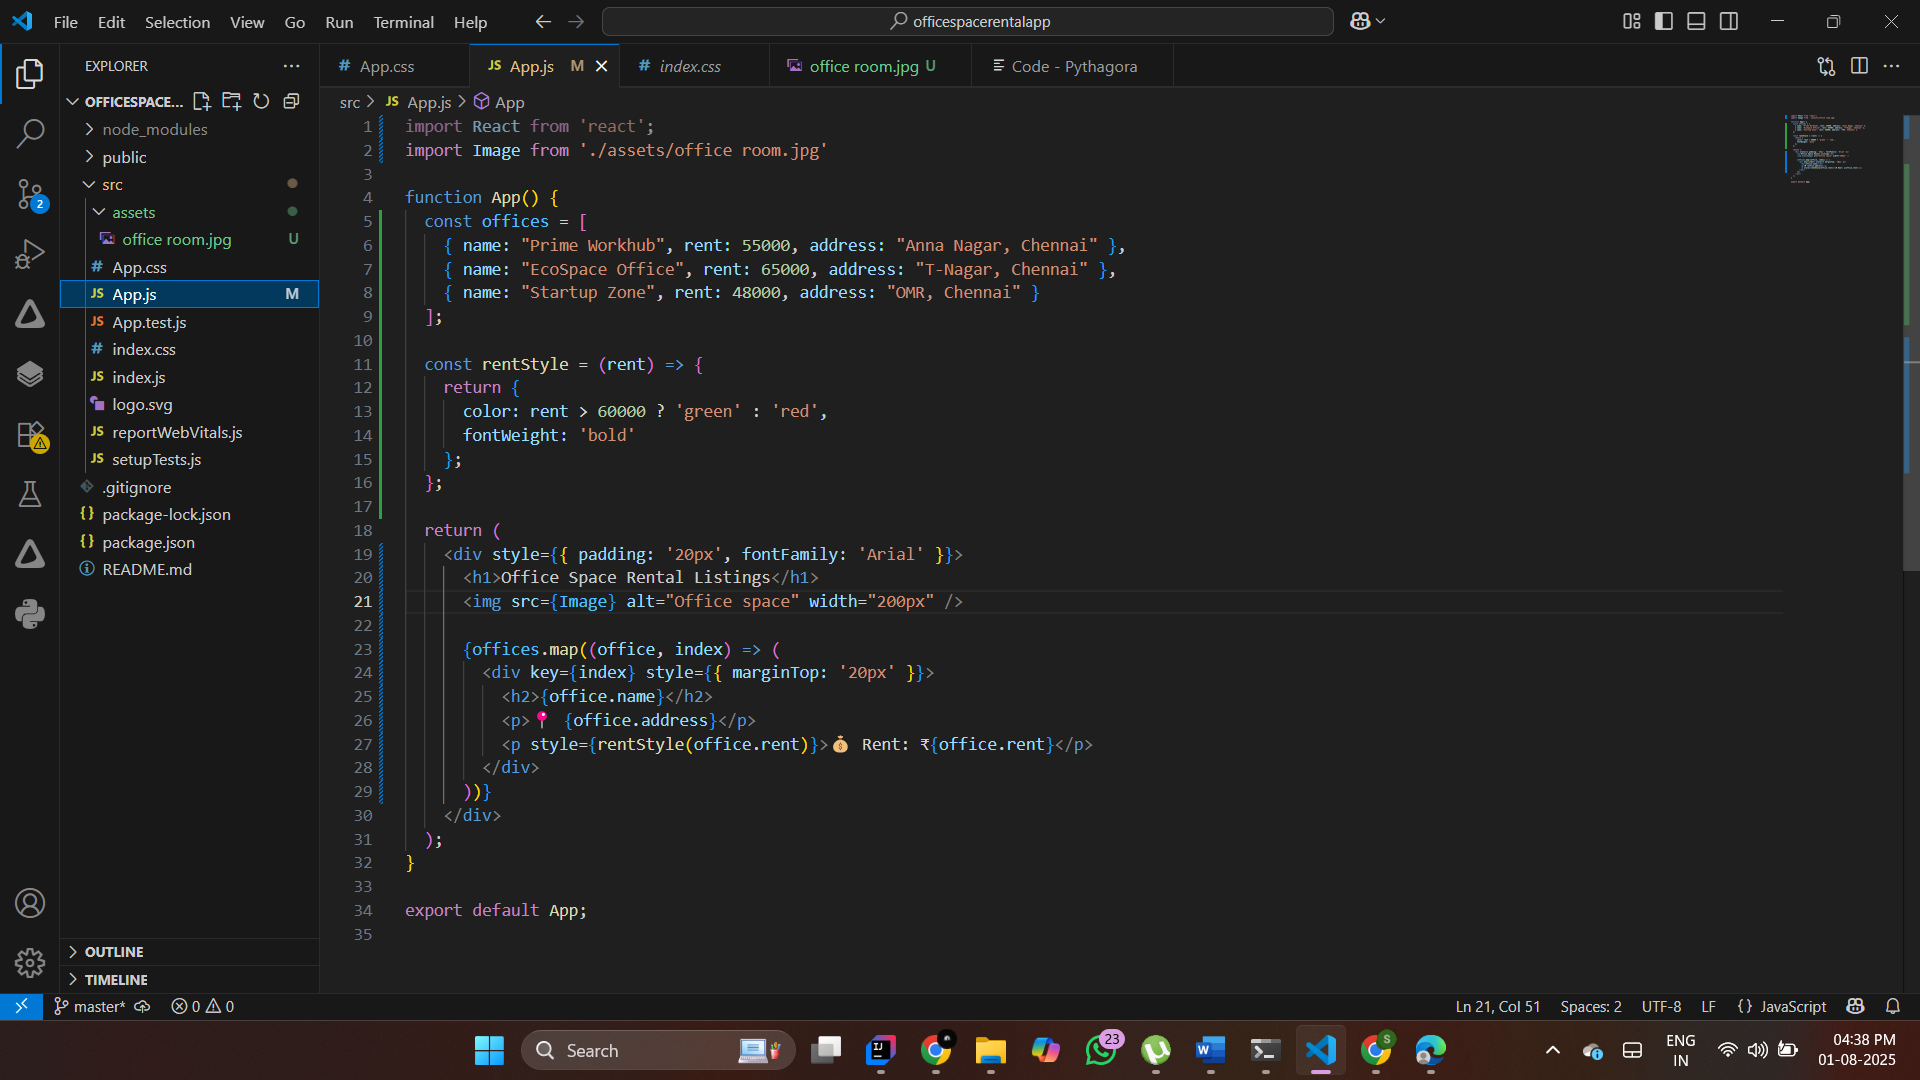 File Edit Selection View Go Run Terminal Help
officespacerentalapp
EXPLORER
OFFICESPACE...
node_modules
public
src
assets
office room.jpg U
# App.css
JS App.js M
JS App.test.js
# index.css
JS index.js
logo.svg
JS reportWebVitals.js
JS setupTests.js
.gitignore
{} package-lock.json
{} package.json
README.md
OUTLINE
TIMELINE
2
# App.css
JS App.js M
# index.css
office room.jpg U
Code - Pythagora
src > JS App.js > App
1 import React from 'react';
2 import Image from './assets/office room.jpg'
3
4 function App() {
5 const offices = [
6 { name: "Prime Workhub", rent: 55000, address: "Anna Nagar, Chennai" },
7 { name: "EcoSpace Office", rent: 65000, address: "T-Nagar, Chennai" },
8 { name: "Startup Zone", rent: 48000, address: "OMR, Chennai" }
9 ];
10
11 const rentStyle = (rent) => {
12 return {
13 color: rent > 60000 ? 'green' : 'red',
14 fontWeight: 'bold'
15 };
16 };
17
18 return (
19 <div style={{ padding: '20px', fontFamily: 'Arial' }}>
20 <h1>Office Space Rental Listings</h1>
21 <img src={Image} alt="Office space" width="200px" />
22
23 {offices.map((office, index) => (
24 <div key={index} style={{ marginTop: '20px' }}>
25 <h2>{office.name}</h2>
26 <p>📍 {office.address}</p>
27 <p style={rentStyle(office.rent)}>💰 Rent: ₹{office.rent}</p>
28 </div>
29 ))}
30 </div>
31 );
32 }
33
34 export default App;
35
master* 0 0
Ln 21, Col 51 Spaces: 2 UTF-8 LF {} JavaScript
Search
23
ENG
IN
04:38 PM
01-08-2025